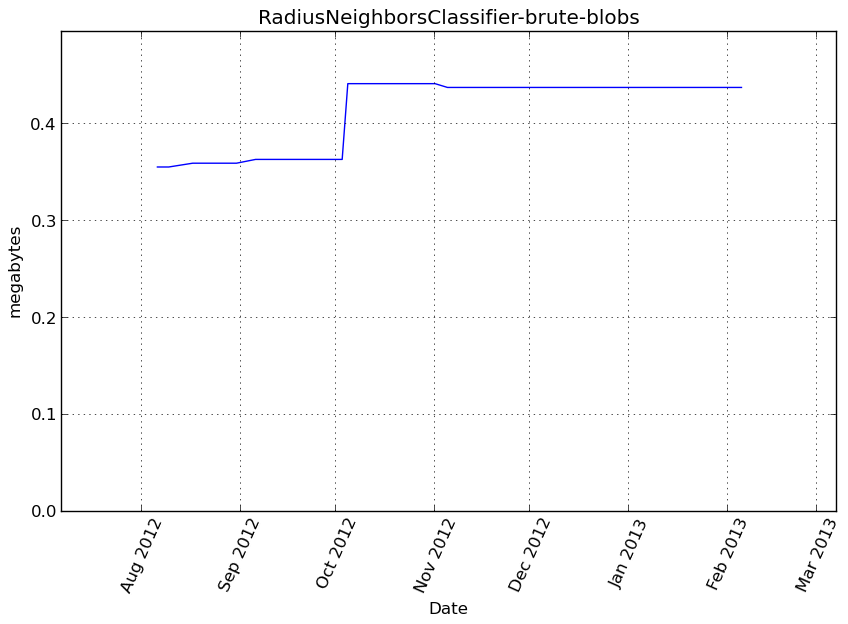 RadiusNeighborsClassifier-brute-blobs
0.4
0.3
0.2
0.1
0.0
megabytes
Aug 2012
Sep 2012
Oct 2012
Nov 2012
Dec 2012
Jan 2013
Feb 2013
Mar 2013
Date